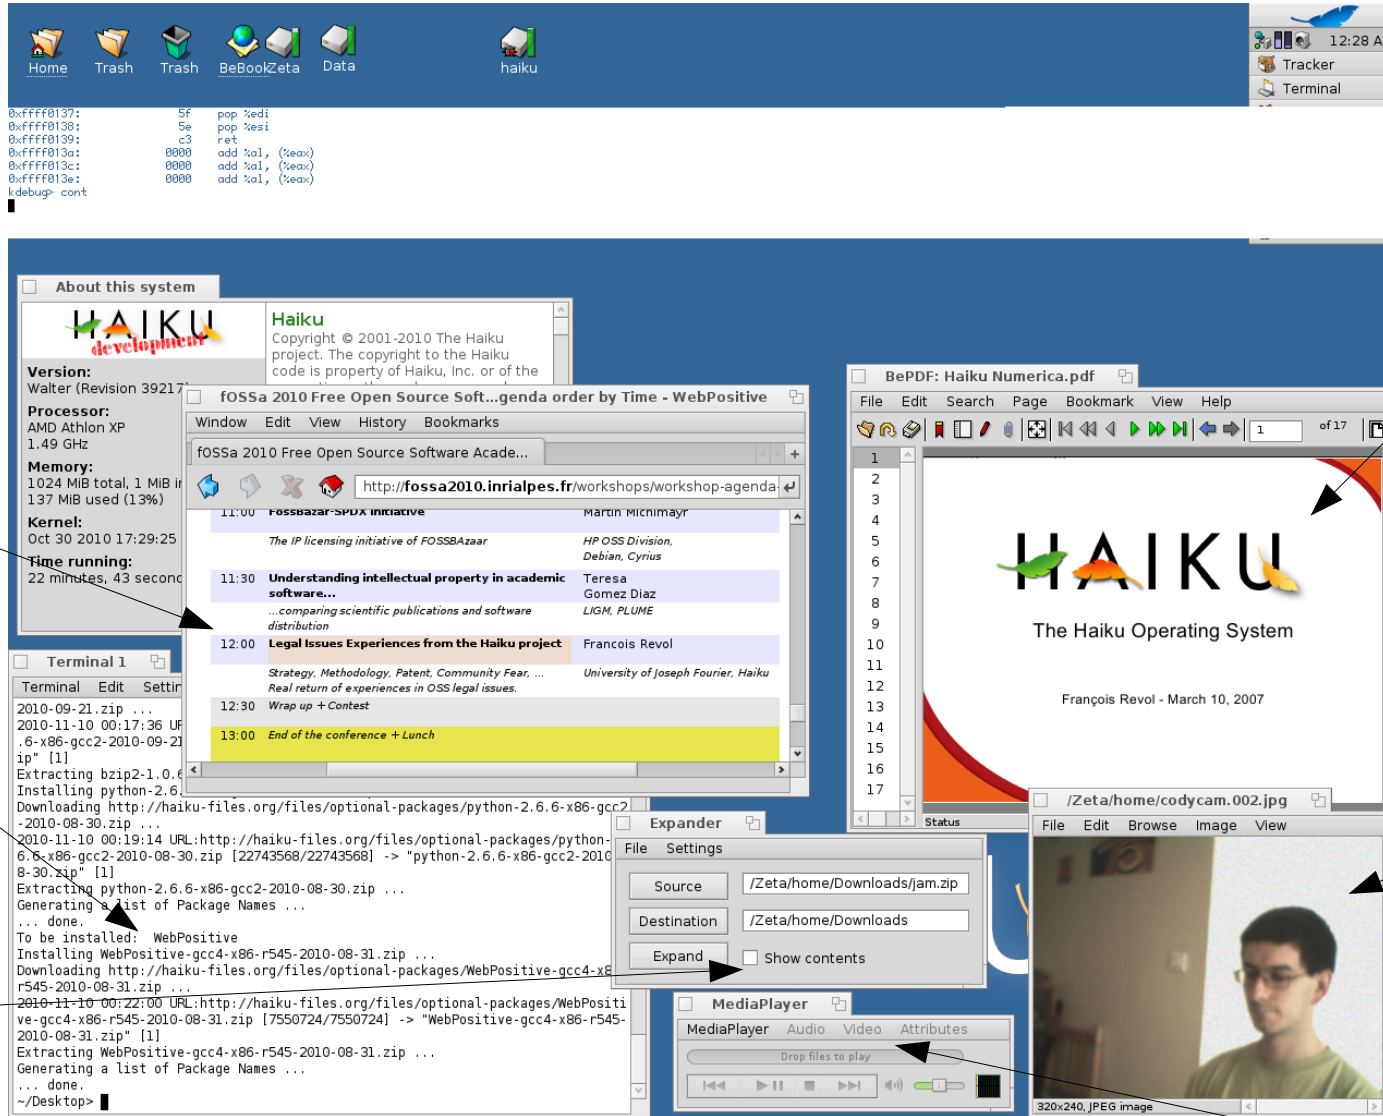 Home
Trash
Trash
BeBook
Zeta
Data
haiku
12:28 A
Tracker
Terminal
0xffff0137: 5f pop %edi
0xffff0138: 5e pop %esi
0xffff0139: c3 ret
0xffff013a: 0000 add %al, (%eax)
0xffff013c: 0000 add %al, (%eax)
0xffff013e: 0000 add %al, (%eax)
kdebug> cont
About this system
HAIKU
development
Version:
Walter (Revision 39217)
Processor:
AMD Athlon XP
1.49 GHz
Memory:
1024 MiB total, 1 MiB
137 MiB used (13%)
Kernel:
Oct 30 2010 17:29:25
Time running:
22 minutes, 43 second
Haiku
Copyright © 2001-2010 The Haiku
project. The copyright to the Haiku
code is property of Haiku, Inc. or of the
fOSSa 2010 Free Open Source Soft...genda order by Time - WebPositive
Window Edit View History Bookmarks
fOSSa 2010 Free Open Source Software Acade...
http://fossa2010.inrialpes.fr/workshops/workshop-agenda-
11:00 FossBazar-SPDX initiative Martin Michlmayr
The IP licensing initiative of FOSSBAzaar HP OSS Division,
Debian, Cyrius
11:30 Understanding intellectual property in academic Teresa
software... Gomez Diaz
...comparing scientific publications and software LIGM, PLUME
distribution
12:00 Legal Issues Experiences from the Haiku project Francois Revol
Strategy, Methodology, Patent, Community Fear, ... University of Joseph Fourier, Haiku
Real return of experiences in OSS legal issues.
12:30 Wrap up + Contest
13:00 End of the conference + Lunch
BePDF: Haiku Numerica.pdf
File Edit Search Page Bookmark View Help
1 of 17
1
2
3
4
5
6
7
8
9
10
11
12
13
14
15
16
17
HAIKU
The Haiku Operating System
François Revol - March 10, 2007
Status
Terminal 1
Terminal Edit Settin
2010-09-21.zip ...
2010-11-10 00:17:36 UR
.6-x86-gcc2-2010-09-21
ip" [1]
Extracting bzip2-1.0.6
Installing python-2.6.
Downloading http://haiku-files.org/files/optional-packages/python-2.6.6-x86-gcc2
-2010-08-30.zip ...
2010-11-10 00:19:14 URL:http://haiku-files.org/files/optional-packages/python-
6.6-x86-gcc2-2010-08-30.zip [22743568/22743568] -> "python-2.6.6-x86-gcc2-2010
8-30.zip" [1]
Extracting python-2.6.6-x86-gcc2-2010-08-30.zip ...
Generating a list of Package Names ...
... done.
To be installed: WebPositive
Installing WebPositive-gcc4-x86-r545-2010-08-31.zip ...
Downloading http://haiku-files.org/files/optional-packages/WebPositive-gcc4-x8
r545-2010-08-31.zip ...
2010-11-10 00:22:00 URL:http://haiku-files.org/files/optional-packages/WebPositi
ve-gcc4-x86-r545-2010-08-31.zip [7550724/7550724] -> "WebPositive-gcc4-x86-r545-
2010-08-31.zip" [1]
Extracting WebPositive-gcc4-x86-r545-2010-08-31.zip ...
Generating a list of Package Names ...
... done.
~/Desktop>
Expander
File Settings
Source /Zeta/home/Downloads/jam.zip
Destination /Zeta/home/Downloads
Expand Show contents
MediaPlayer
MediaPlayer Audio Video Attributes
Drop files to play
/Zeta/home/codycam.002.jpg
File Edit Browse Image View
320x240, JPEG image